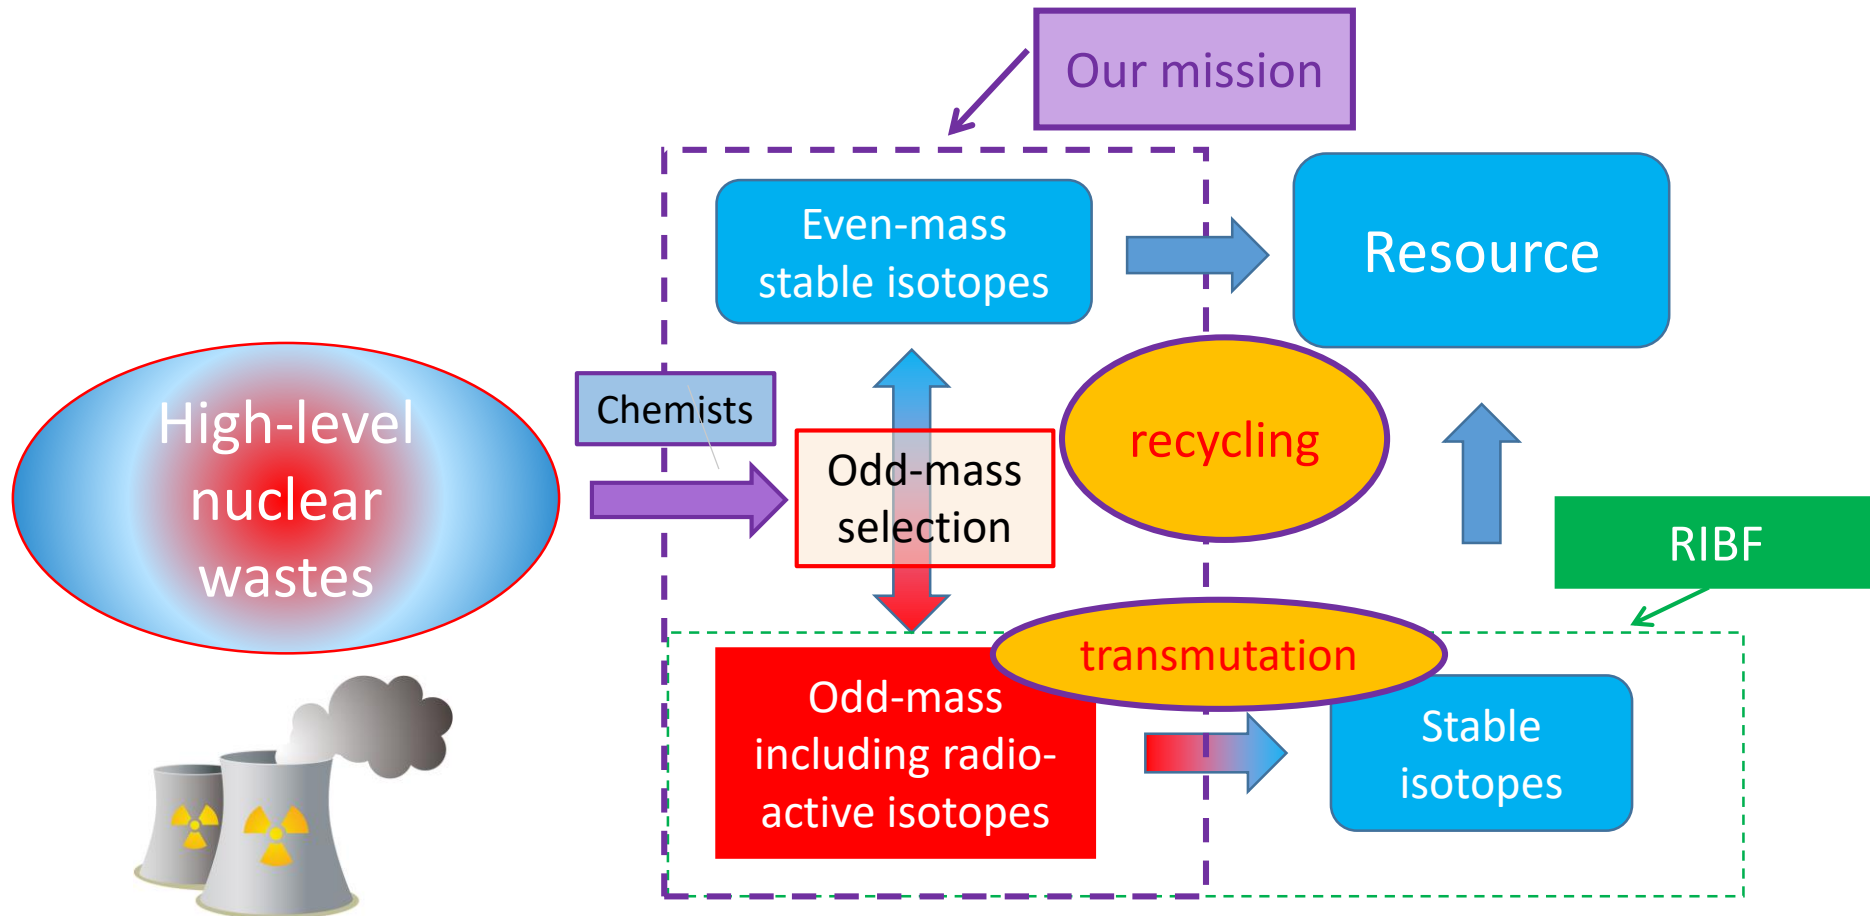 Our mission
Even-mass
stable isotopes
Resource
High-level
nuclear
wastes
Chemists
Odd-mass
selection
recycling
RIBF
transmutation
Odd-mass
including radio-
active isotopes
Stable
isotopes